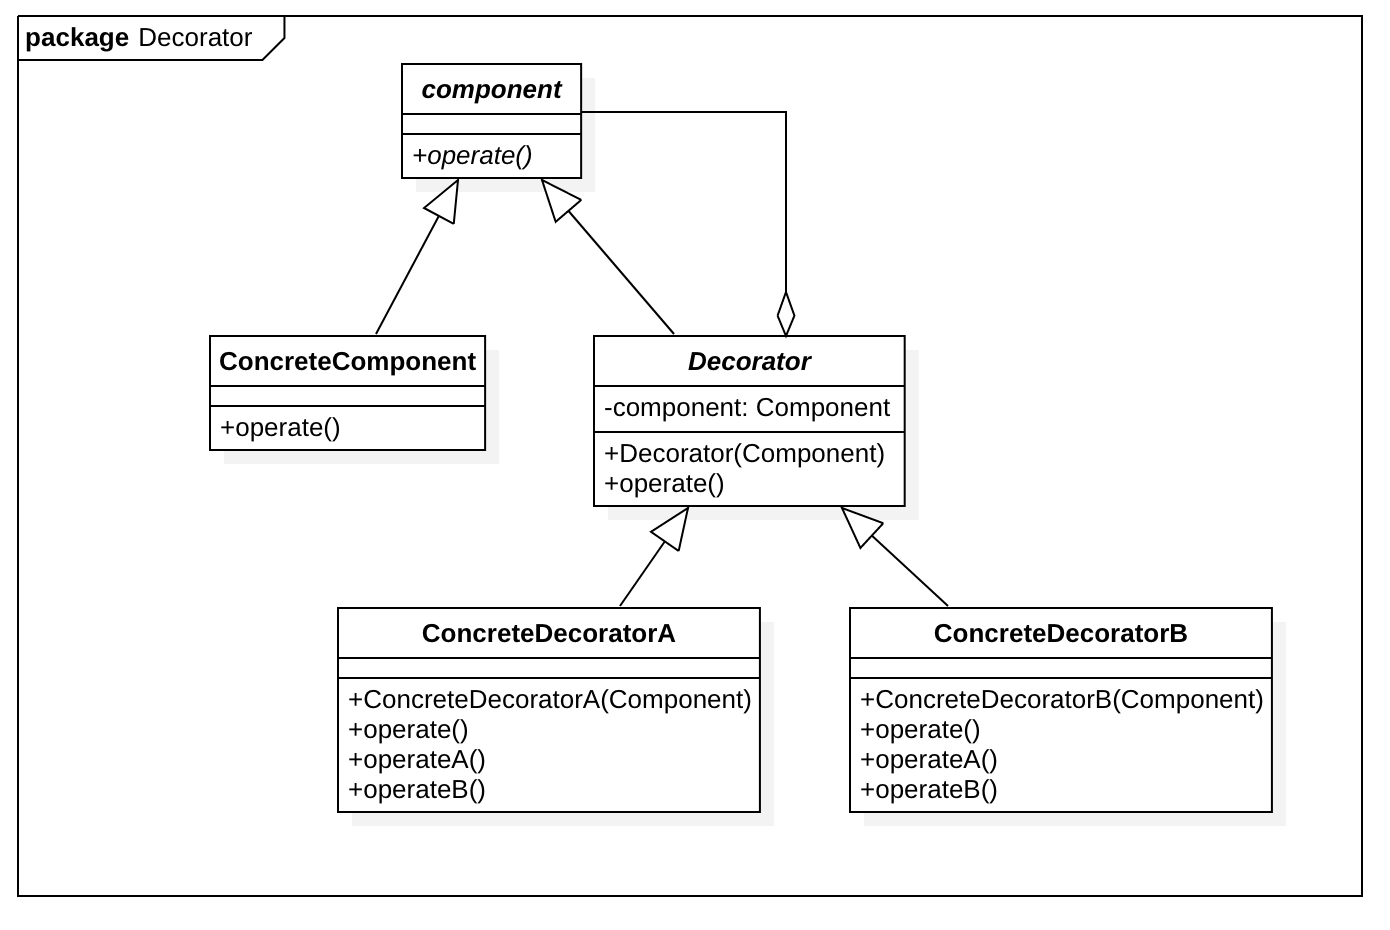 package Decorator
component
+operate()
ConcreteComponent
+operate()
Decorator
-component: Component
+Decorator(Component)
+operate()
ConcreteDecoratorA
+ConcreteDecoratorA(Component)
+operate()
+operateA()
+operateB()
ConcreteDecoratorB
+ConcreteDecoratorB(Component)
+operate()
+operateA()
+operateB()